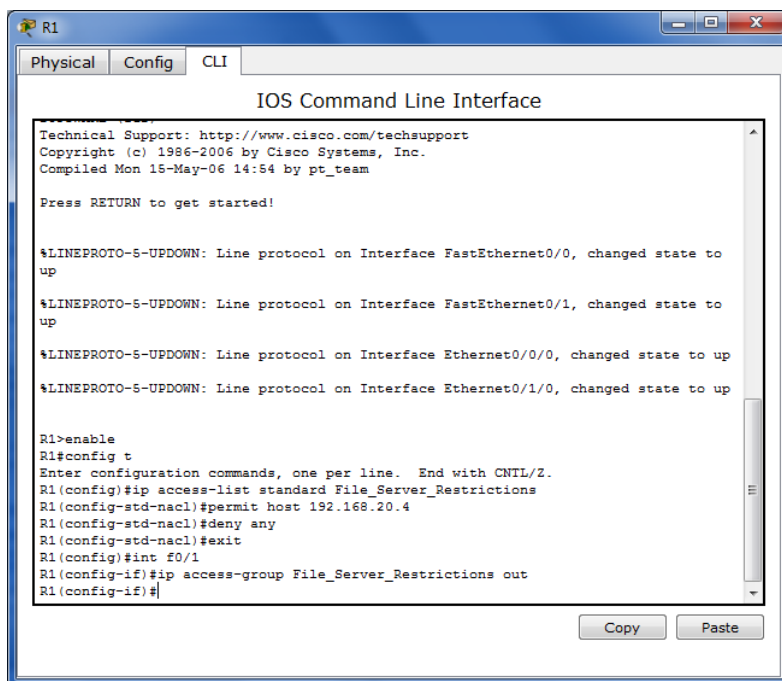 R1
Physical Config CLI
IOS Command Line Interface
Technical Support: http://www.cisco.com/techsupport
Copyright (c) 1986-2006 by Cisco Systems, Inc.
Compiled Mon 15-May-06 14:54 by pt_team
Press RETURN to get started!
%LINEPROTO-5-UPDOWN: Line protocol on Interface FastEthernet0/0, changed state to
up
%LINEPROTO-5-UPDOWN: Line protocol on Interface FastEthernet0/1, changed state to
up
%LINEPROTO-5-UPDOWN: Line protocol on Interface Ethernet0/0/0, changed state to up
%LINEPROTO-5-UPDOWN: Line protocol on Interface Ethernet0/1/0, changed state to up
R1>enable
R1#config t
Enter configuration commands, one per line.  End with CNTL/Z.
R1(config)#ip access-list standard File_Server_Restrictions
R1(config-std-nacl)#permit host 192.168.20.4
R1(config-std-nacl)#deny any
R1(config-std-nacl)#exit
R1(config)#int f0/1
R1(config-if)#ip access-group File_Server_Restrictions out
R1(config-if)#
Copy Paste